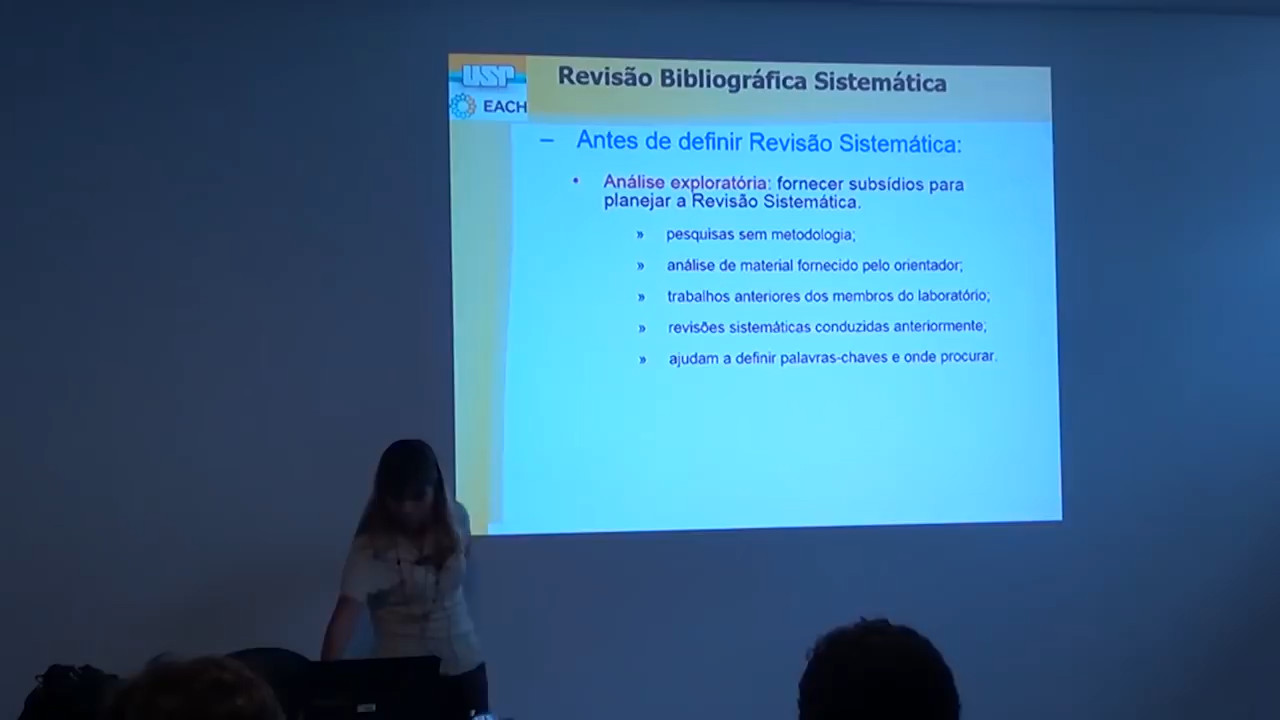 USP
EACH
Revisão Bibliográfica Sistemática
– Antes de definir Revisão Sistemática:
• Análise exploratória: fornecer subsídios para
planejar a Revisão Sistemática.
» pesquisas sem metodologia;
» análise de material fornecido pelo orientador;
» trabalhos anteriores dos membros do laboratório;
» revisões sistemáticas conduzidas anteriormente;
» ajudam a definir palavras-chaves e onde procurar.